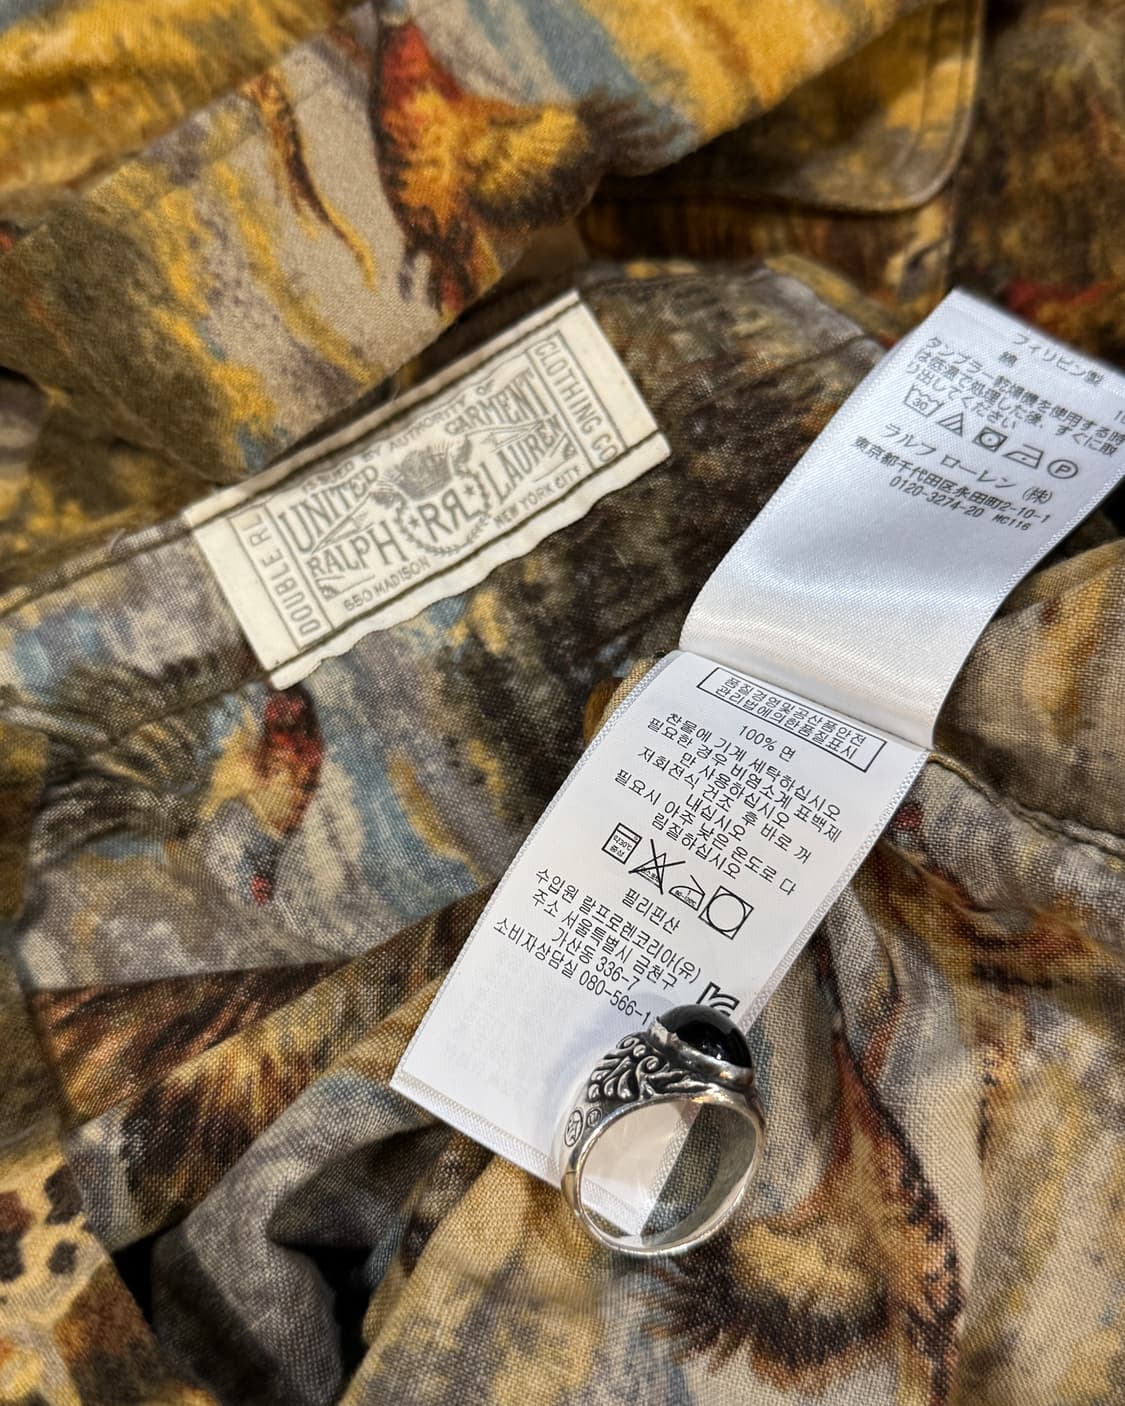 ISSUED BY AUTHORITY OF
UNITED GARMENT
RALPH RRL LAUREN
650 MADISON NEW YORK CITY
DOUBLE RL
CLOTHING CO
フィリピン製
綿
タンブラー乾燥機を使用する時
は低温で処理した後、すぐに取
り出してください
30
P
ラルフ ローレン (株)
東京都千代田区永田町2-10-1
0120-3274-20 MC116
품질경영및공산품안전
관리법에의한품질표시
100% 면
찬물에 기계 세탁하십시오
필요한 경우 비염소계 표백제
만 사용하십시오
저회전식 건조 후 바로 꺼
내십시오
필요시 아주 낮은 온도로 다
림질하십시오
필리핀산
수입원 랄프로렌코리아(유)
주소 서울특별시 금천구
가산동 336-7
소비자상담실 080-566-1